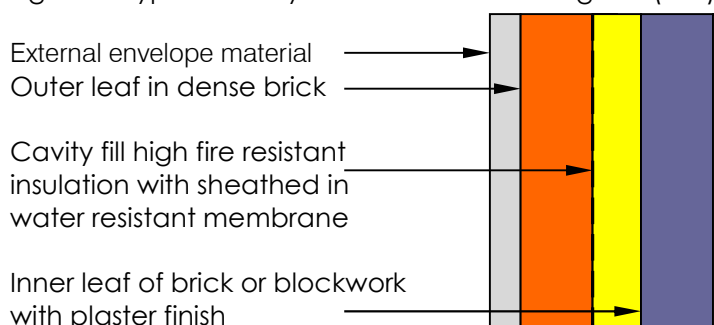 External envelope material
Outer leaf in dense brick
Cavity fill high fire resistant
insulation with sheathed in
water resistant membrane
Inner leaf of brick or blockwork
with plaster finish